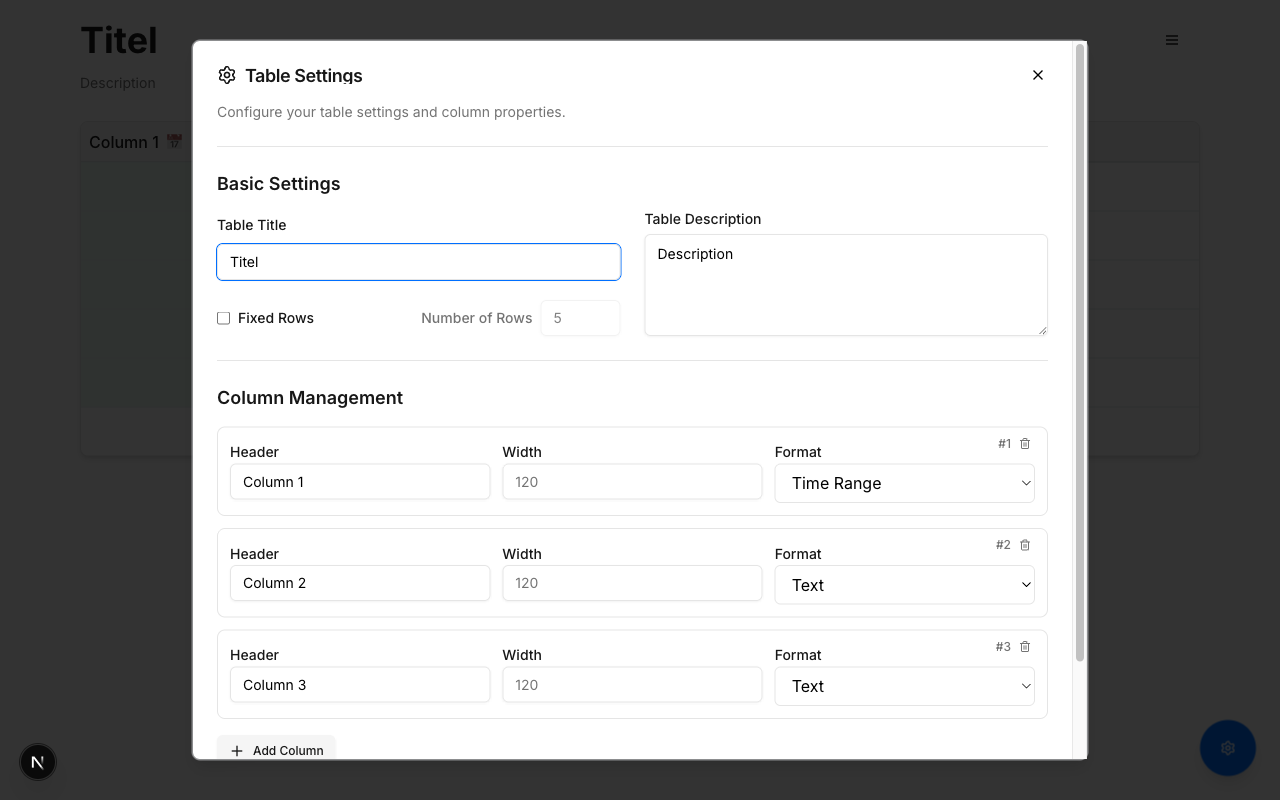 Titel
Description
Column 1
Table Settings
Configure your table settings and column properties.
Basic Settings
Table Title
Titel
Fixed Rows
Number of Rows
5
Table Description
Description
Column Management
#1
Header
Width
Format
Column 1
120
Time Range
#2
Header
Width
Format
Column 2
120
Text
#3
Header
Width
Format
Column 3
120
Text
Add Column
N